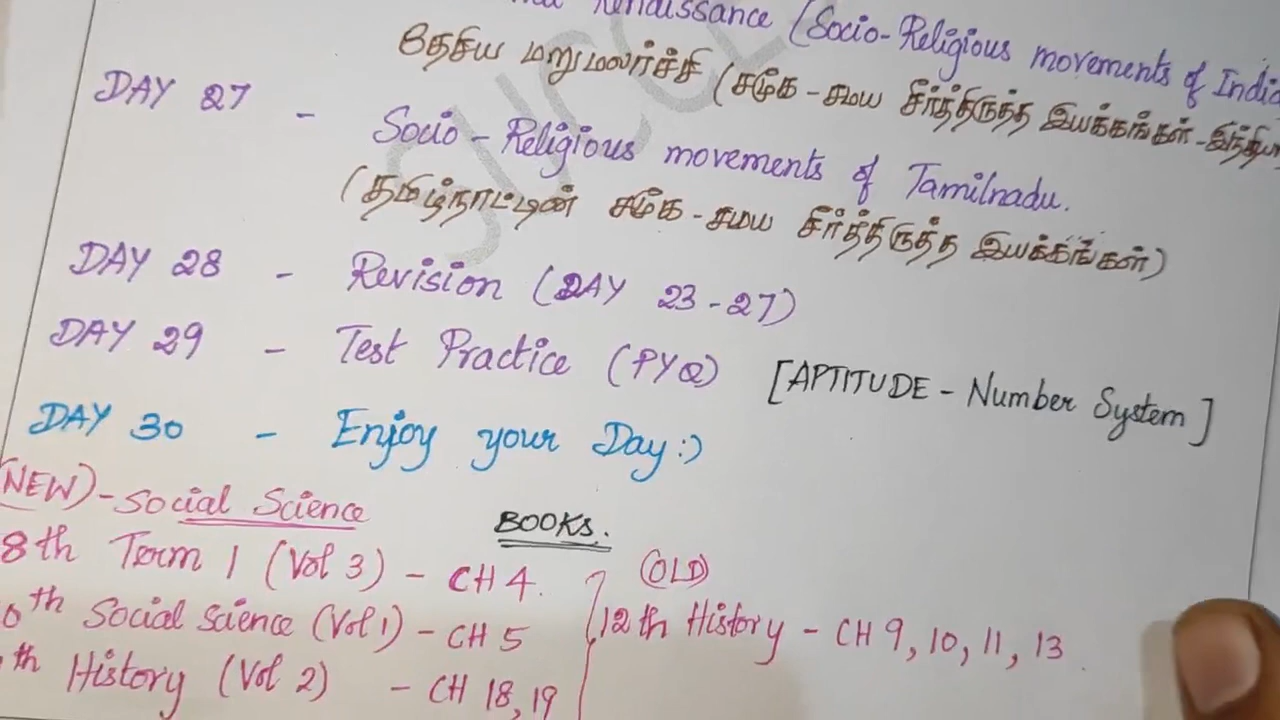 Renaissance (Socio-Religious movements of India
தேசிய மறுமலர்ச்சி (சமூக - சமய சீர்த்திருத்த இயக்கங்கள் - இந்தியா
DAY 27 - Socio-Religious movements of Tamilnadu.
(தமிழ்நாட்டின் சமூக - சமய சீர்த்திருத்த இயக்கங்கள்)
DAY 28 - Revision (DAY 23-27)
DAY 29 - Test Practice (PYQ) [APTITUDE - Number System]
DAY 30 - Enjoy your Day:)
(NEW) - Social Science
BOOKS.
8th Term 1 (Vol 3) - CH 4.
(OLD)
th Social Science (Vol 1) - CH 5
12th History - CH 9, 10, 11, 13
th History (Vol 2) - CH 18, 19